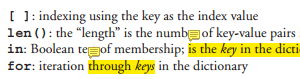 [ ]: indexing using the key as the index value
len(): the “length” is the numb of key-value pairs
in: Boolean te of membership; is the key in the dicti
for: iteration through keys in the dictionary